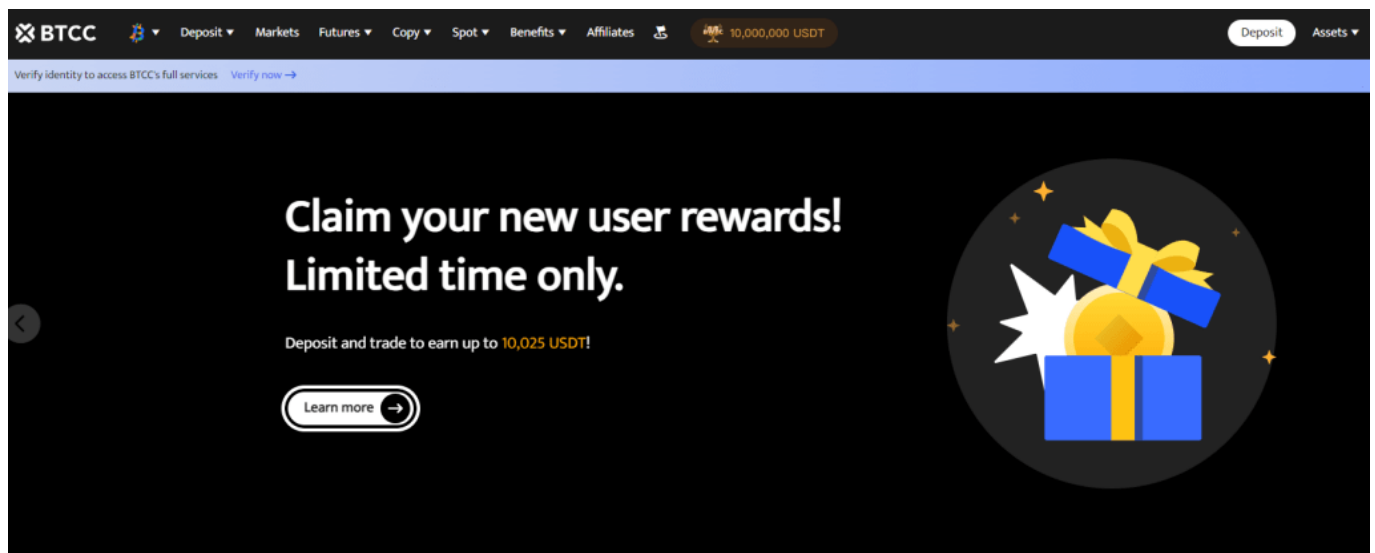 BTCC Deposit Markets Futures Copy Spot Benefits Affiliates 10,000,000 USDT Deposit Assets
Verify identity to access BTCC's full services Verify now →
Claim your new user rewards!
Limited time only.
Deposit and trade to earn up to 10,025 USDT!
Learn more →